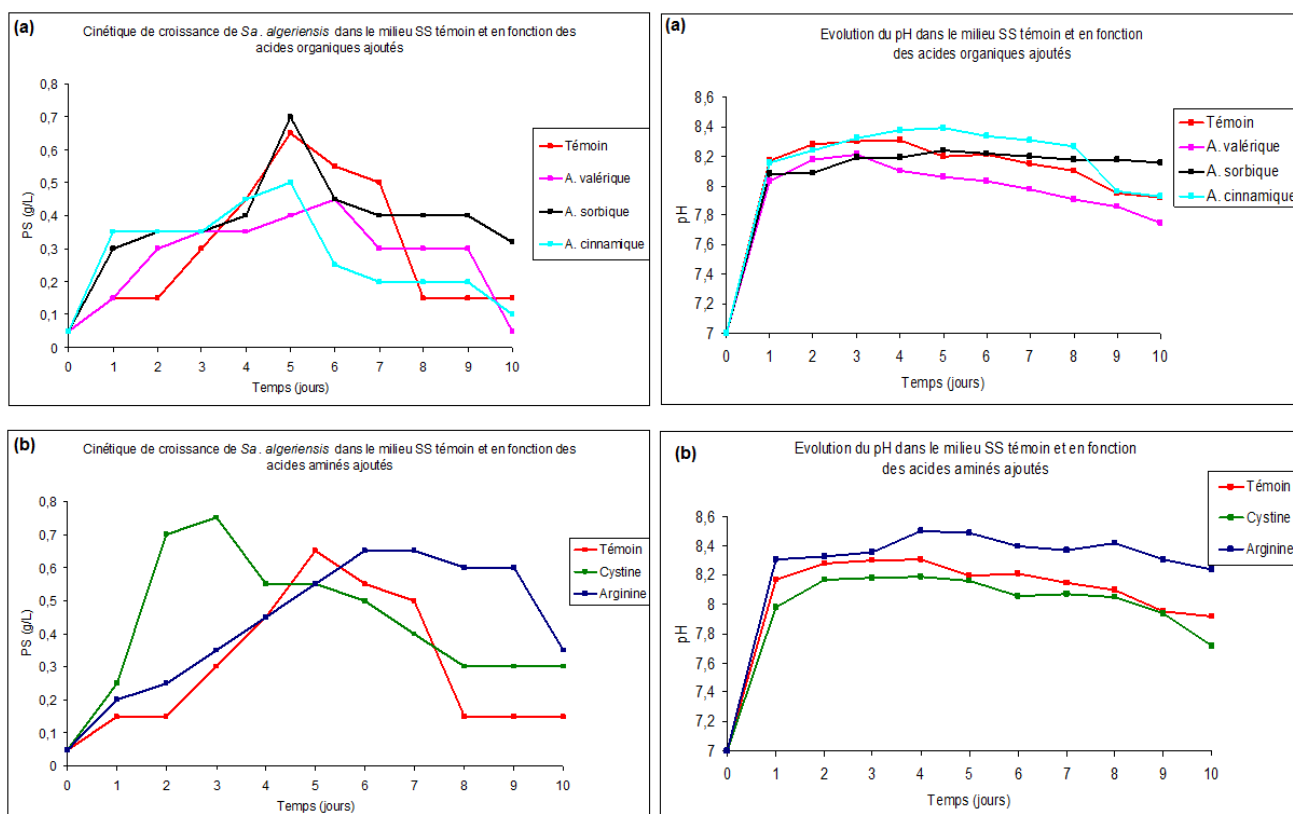 (a)
Cinétique de croissance de Sa . algeriensis dans le milieu SS témoin et en fonction des
acides organiques ajoutés
PS (g/L)
0,8
0,7
0,6
0,5
0,4
0,3
0,2
0,1
0
0 1 2 3 4 5 6 7 8 9 10
Temps (jours)
Témoin
A. valérique
A. sorbique
A. cinnamique
(a)
Evolution du pH dans le milieu SS témoin et en fonction
des acides organiques ajoutés
pH
8,6
8,4
8,2
8
7,8
7,6
7,4
7,2
7
0 1 2 3 4 5 6 7 8 9 10
Temps (jours)
Témoin
A. valérique
A. sorbique
A. cinnamique
(b)
Cinétique de croissance de Sa. algeriensis dans le milieu SS témoin et en fonction des
acides aminés ajoutés
PS (g/L)
0,8
0,7
0,6
0,5
0,4
0,3
0,2
0,1
0
0 1 2 3 4 5 6 7 8 9 10
Temps (jours)
Témoin
Cystine
Arginine
(b)
Evolution du pH dans le milieu SS témoin et en fonction
des acides aminés ajoutés
pH
8,6
8,4
8,2
8
7,8
7,6
7,4
7,2
7
0 1 2 3 4 5 6 7 8 9 10
Temps (jours)
Témoin
Cystine
Arginine